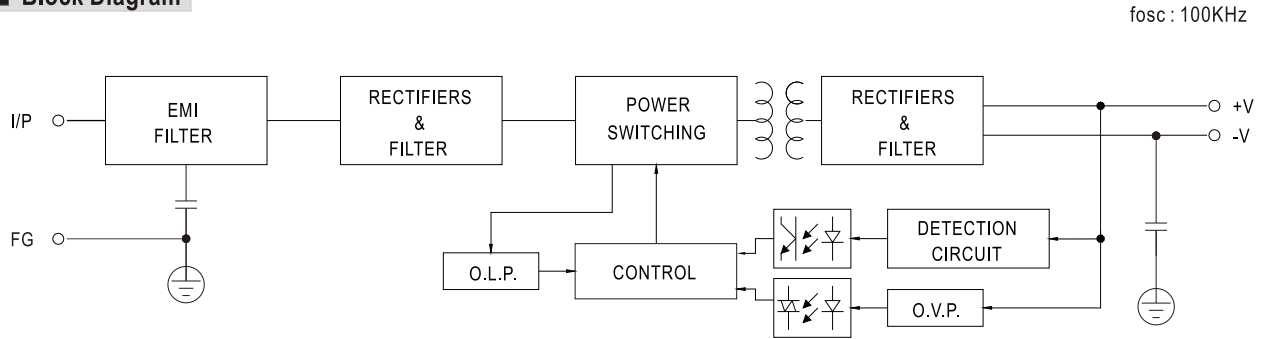 ■ Block Diagram
fosc : 100KHz
I/P
EMI
FILTER
RECTIFIERS
&
FILTER
POWER
SWITCHING
RECTIFIERS
&
FILTER
+V
-V
FG
O.L.P.
CONTROL
DETECTION
CIRCUIT
O.V.P.